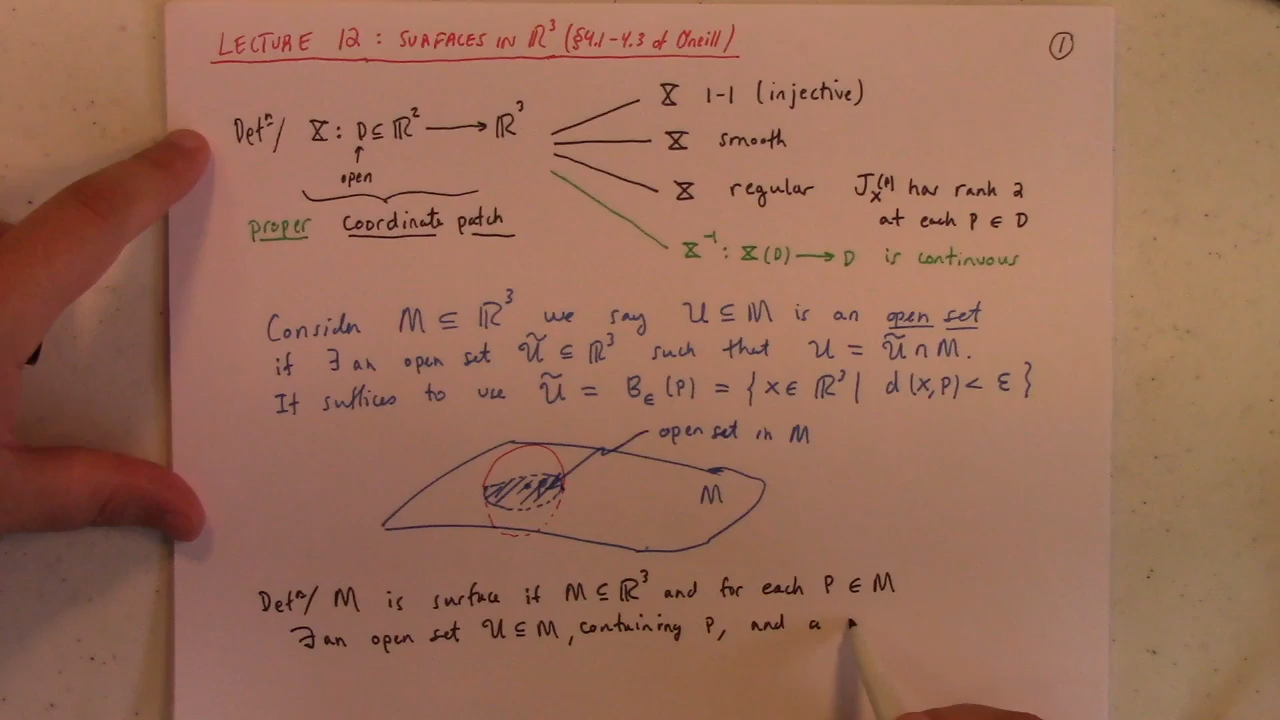 LECTURE 12 : SURFACES IN ℝ³ (§4.1-4.3 of Oneill)
①
Defⁿ/ X : D ⊆ ℝ² ⟶ ℝ³
open
proper coordinate patch
X 1-1 (injective)
X smooth
X regular J_X(p) has rank 2
at each P ∈ D
X⁻¹ : X(D) ⟶ D is continuous
Consider M ⊆ ℝ³ we say U ⊆ M is an open set
if ∃ an open set Ũ ⊆ ℝ³ such that U = Ũ ∩ M.
It suffices to use Ũ = B_ε(P) = { x ∈ ℝ³ | d(x,p) < ε }
open set in M
M
Defⁿ/ M is surface if M ⊆ ℝ³ and for each P ∈ M
∃ an open set U ⊆ M, containing P, and a